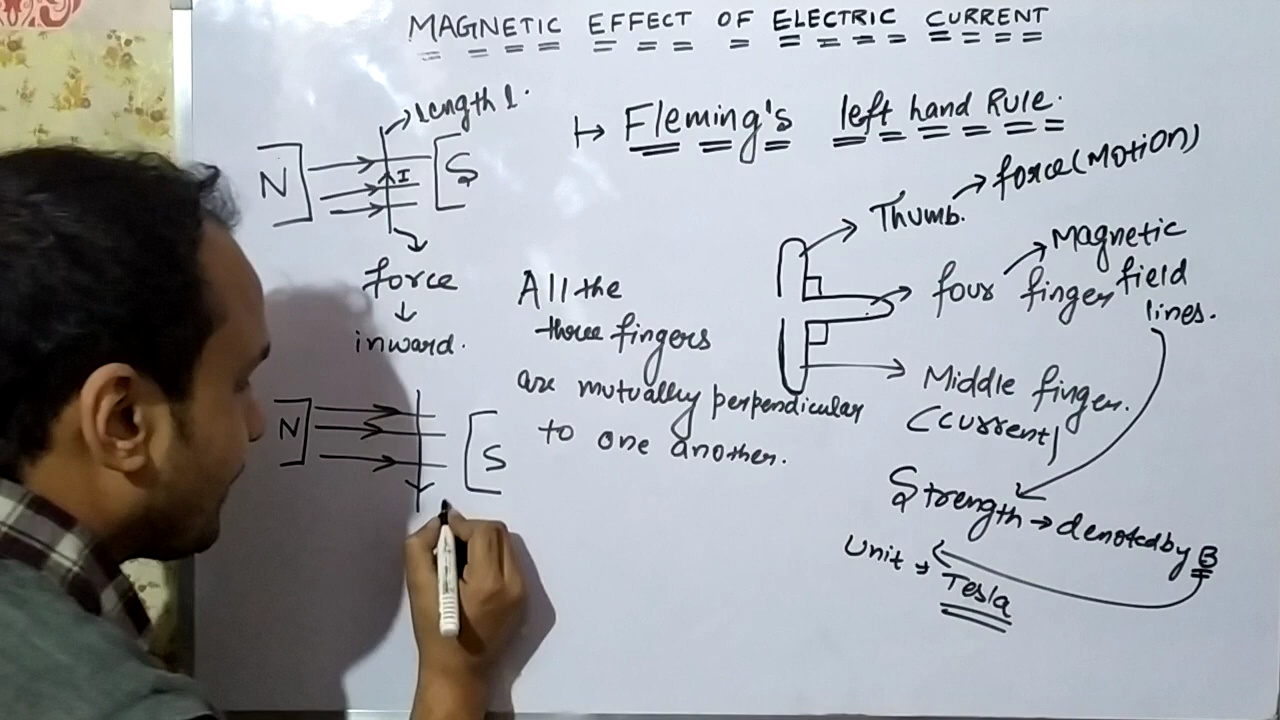 MAGNETIC EFFECT OF ELECTRIC CURRENT
Fleming's left hand Rule.
length l.
N I S
force
inward.
Thumb. → force (MOTION)
four finger → Magnetic
field
lines.
Middle finger.
(current)
All the
three fingers
are mutually perpendicular
to one another.
N S
Strength → denoted by B
Unit → Tesla